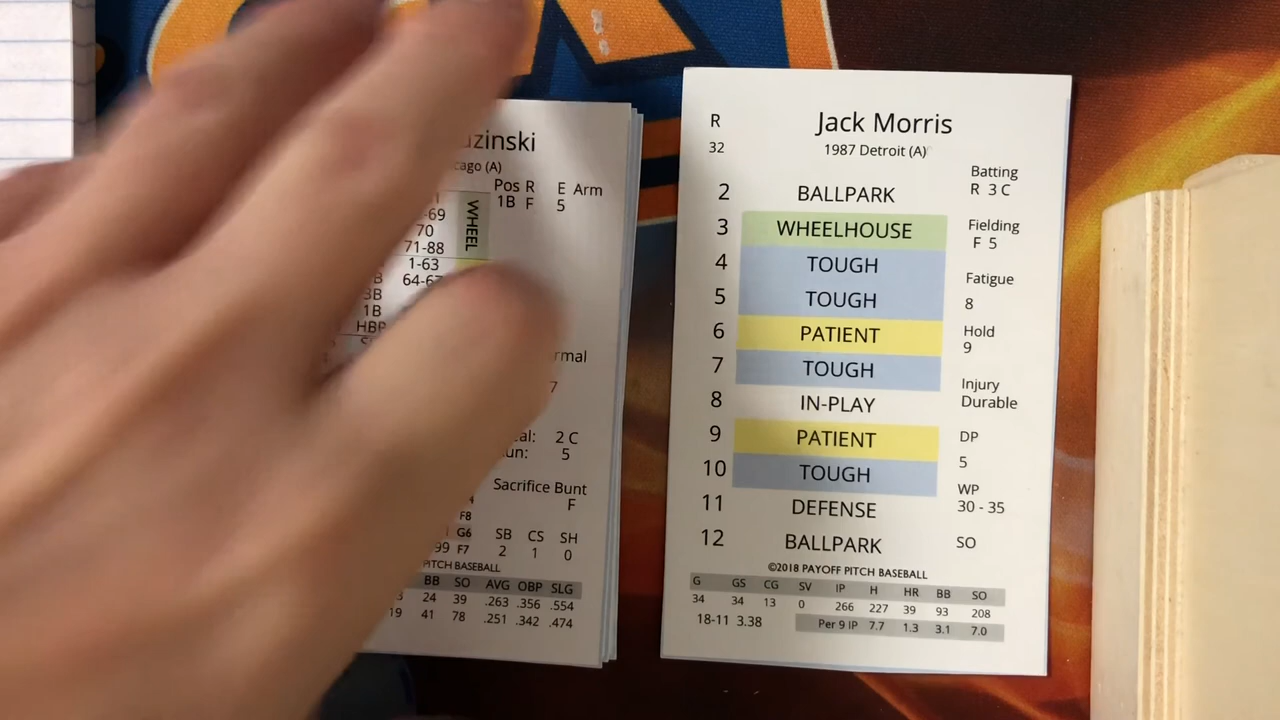 cago (A)
Pos R E Arm
1B F 5
-69
70
71-88
1-63
WHEEL
3B
1B
HBP
7
2 C
5
Sacrifice Bunt
F
F8
G6 SB CS SH
99 F7 2 1 0
PITCH BASEBALL
BB SO AVG OBP SLG
3 24 39 .263 .356 .554
19 41 78 .251 .342 .474
R
32
Jack Morris
1987 Detroit (A)
2 BALLPARK
3 WHEELHOUSE
4 TOUGH
5 TOUGH
6 PATIENT
7 TOUGH
8 IN-PLAY
9 PATIENT
10 TOUGH
11 DEFENSE
12 BALLPARK
Batting
R 3 C
Fielding
F 5
Fatigue
8
Hold
9
Injury
Durable
DP
5
WP
30 - 35
SO
©2018 PAYOFF PITCH BASEBALL
G GS CG SV IP H HR BB SO
34 34 13 0 266 227 39 93 208
18-11 3.38 Per 9 IP 7.7 1.3 3.1 7.0